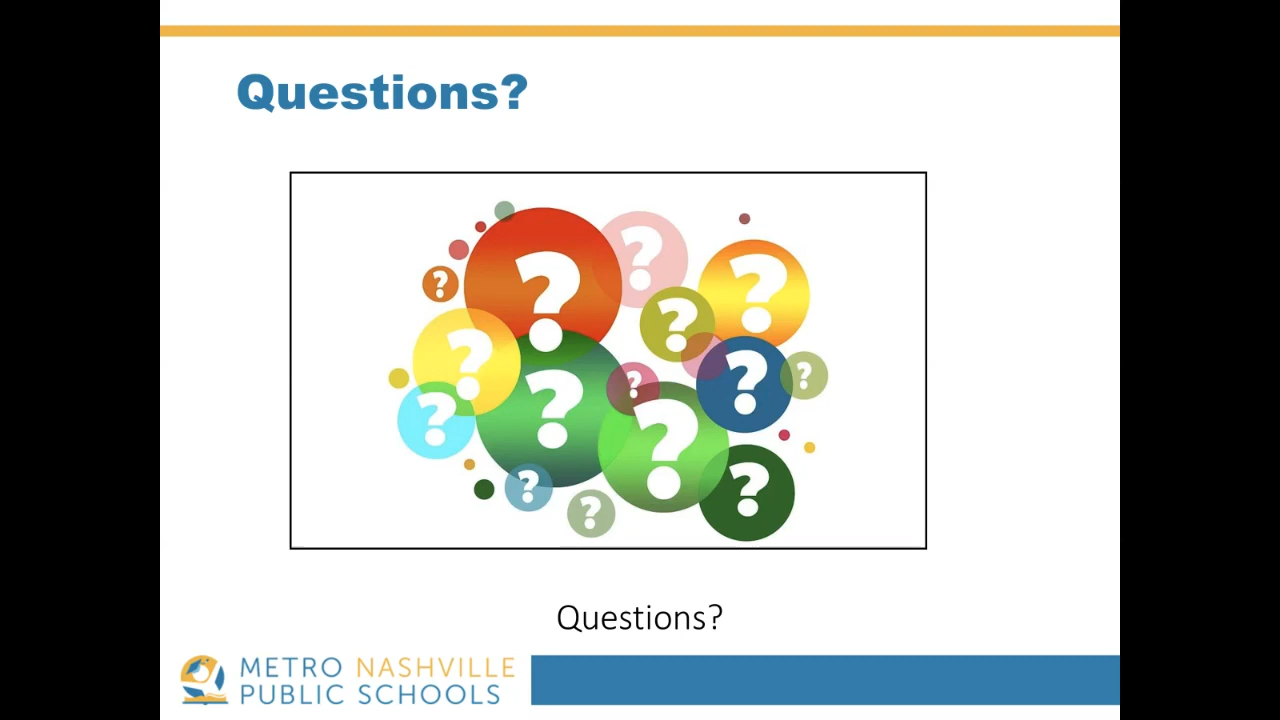 Questions?
? ? ? ? ? ? ? ? ? ? ? ? ? ?
Questions?
METRO NASHVILLE
PUBLIC SCHOOLS